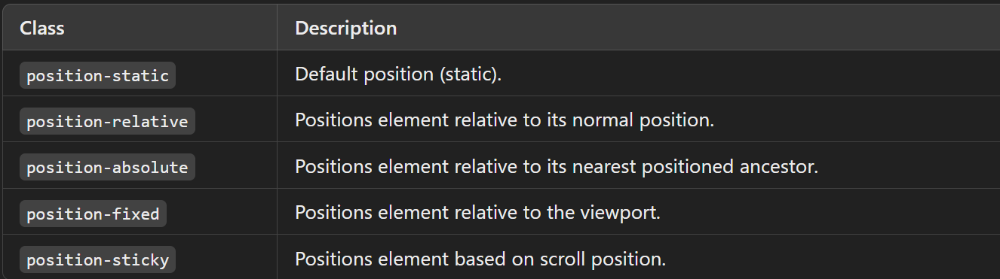 Class Description
position-static Default position (static).
position-relative Positions element relative to its normal position.
position-absolute Positions element relative to its nearest positioned ancestor.
position-fixed Positions element relative to the viewport.
position-sticky Positions element based on scroll position.